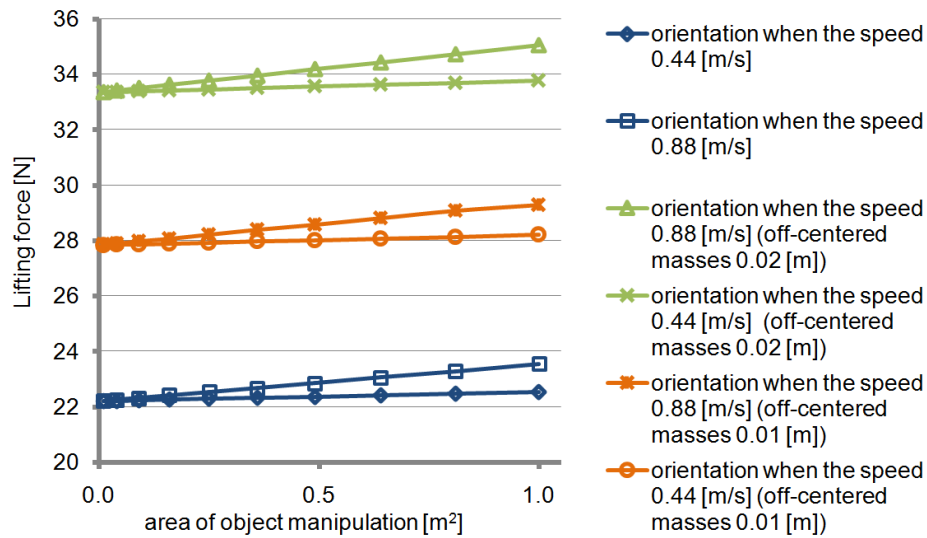 36
34
32
30
28
26
24
22
20
Lifting force [N]
0.0
0.5
1.0
area of object manipulation [m²]
orientation when the speed
0.44 [m/s]
orientation when the speed
0.88 [m/s]
orientation when the speed
0.88 [m/s] (off-centered
masses 0.02 [m])
orientation when the speed
0.44 [m/s] (off-centered
masses 0.02 [m])
orientation when the speed
0.88 [m/s] (off-centered
masses 0.01 [m])
orientation when the speed
0.44 [m/s] (off-centered
masses 0.01 [m])